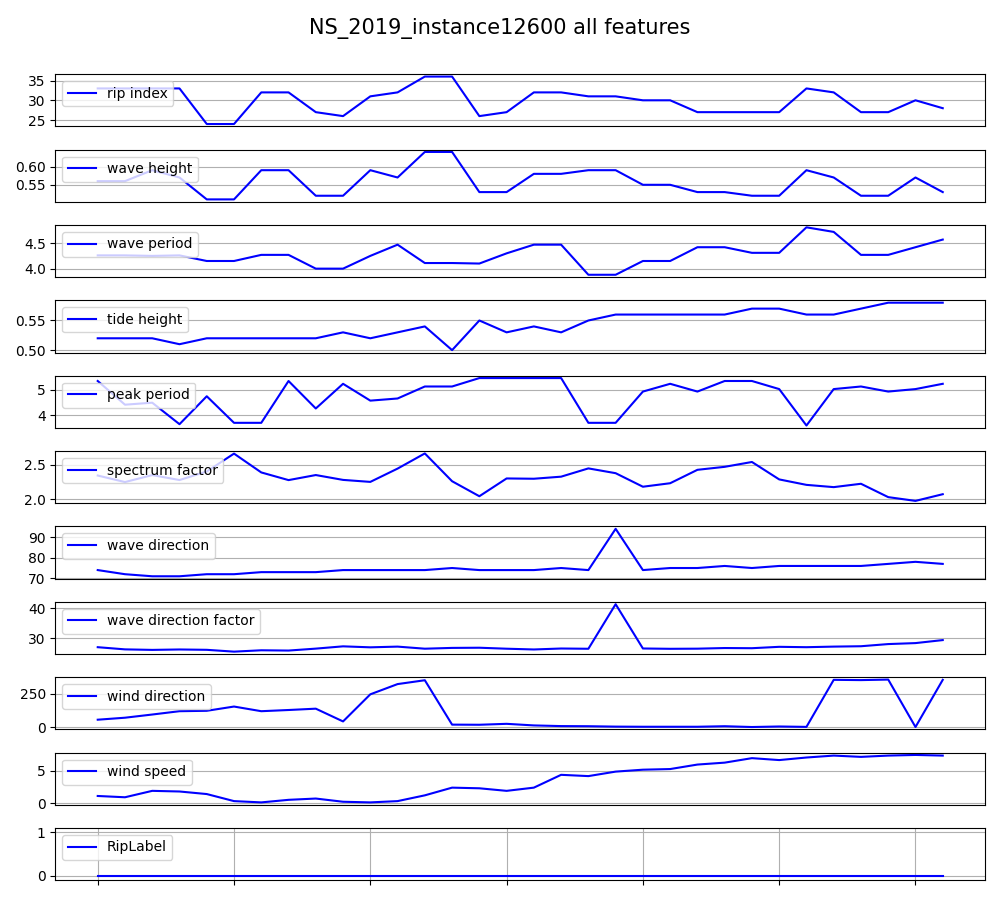 NS_2019_instance12600 all features
35
30
25
rip index
0.60
0.55
wave height
4.5
4.0
wave period
0.55
0.50
tide height
5
4
peak period
2.5
2.0
spectrum factor
90
80
70
wave direction
40
30
wave direction factor
250
0
wind direction
5
0
wind speed
1
0
RipLabel